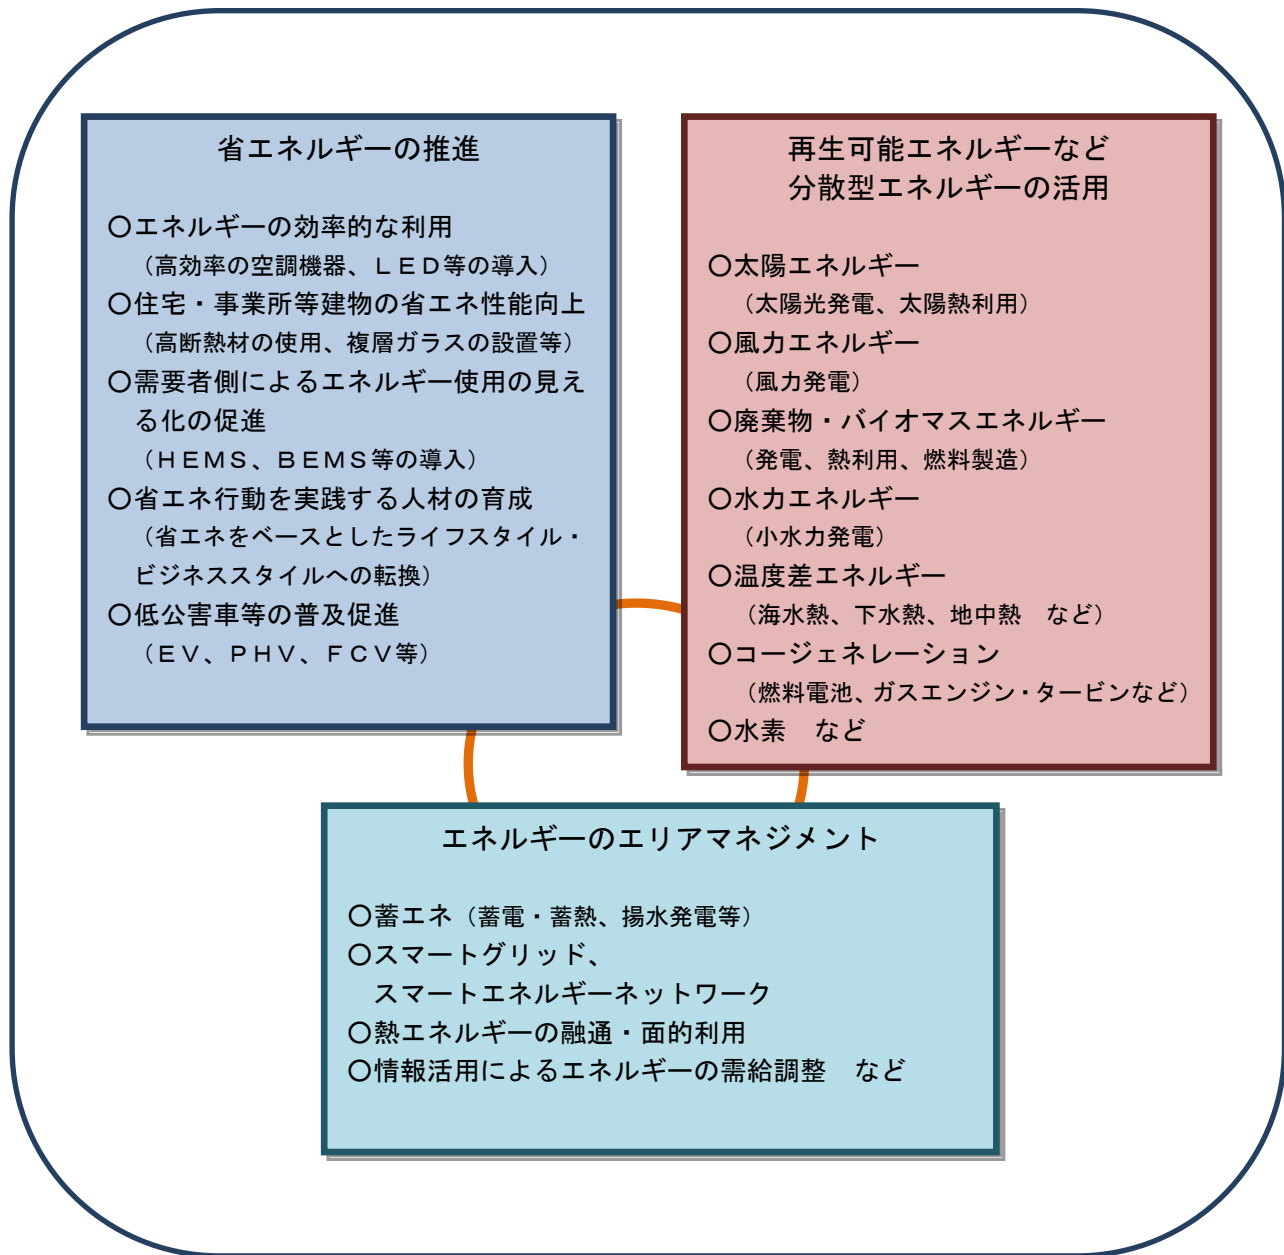 省エネルギーの推進
〇エネルギーの効率的な利用
（高効率の空調機器、ＬＥＤ等の導入）
〇住宅・事業所等建物の省エネ性能向上
（高断熱材の使用、複層ガラスの設置等）
〇需要者側によるエネルギー使用の見え
る化の促進
（ＨＥＭＳ、ＢＥＭＳ等の導入）
〇省エネ行動を実践する人材の育成
（省エネをベースとしたライフスタイル・
ビジネススタイルへの転換）
〇低公害車等の普及促進
（ＥＶ、ＰＨＶ、ＦＣＶ等）
再生可能エネルギーなど
分散型エネルギーの活用
〇太陽エネルギー
（太陽光発電、太陽熱利用）
〇風力エネルギー
（風力発電）
〇廃棄物・バイオマスエネルギー
（発電、熱利用、燃料製造）
〇水力エネルギー
（小水力発電）
〇温度差エネルギー
（海水熱、下水熱、地中熱　など）
〇コージェネレーション
（燃料電池、ガスエンジン・タービンなど）
〇水素　など
エネルギーのエリアマネジメント
〇蓄エネ（蓄電・蓄熱、揚水発電等）
〇スマートグリッド、
スマートエネルギーネットワーク
〇熱エネルギーの融通・面的利用
〇情報活用によるエネルギーの需給調整　など